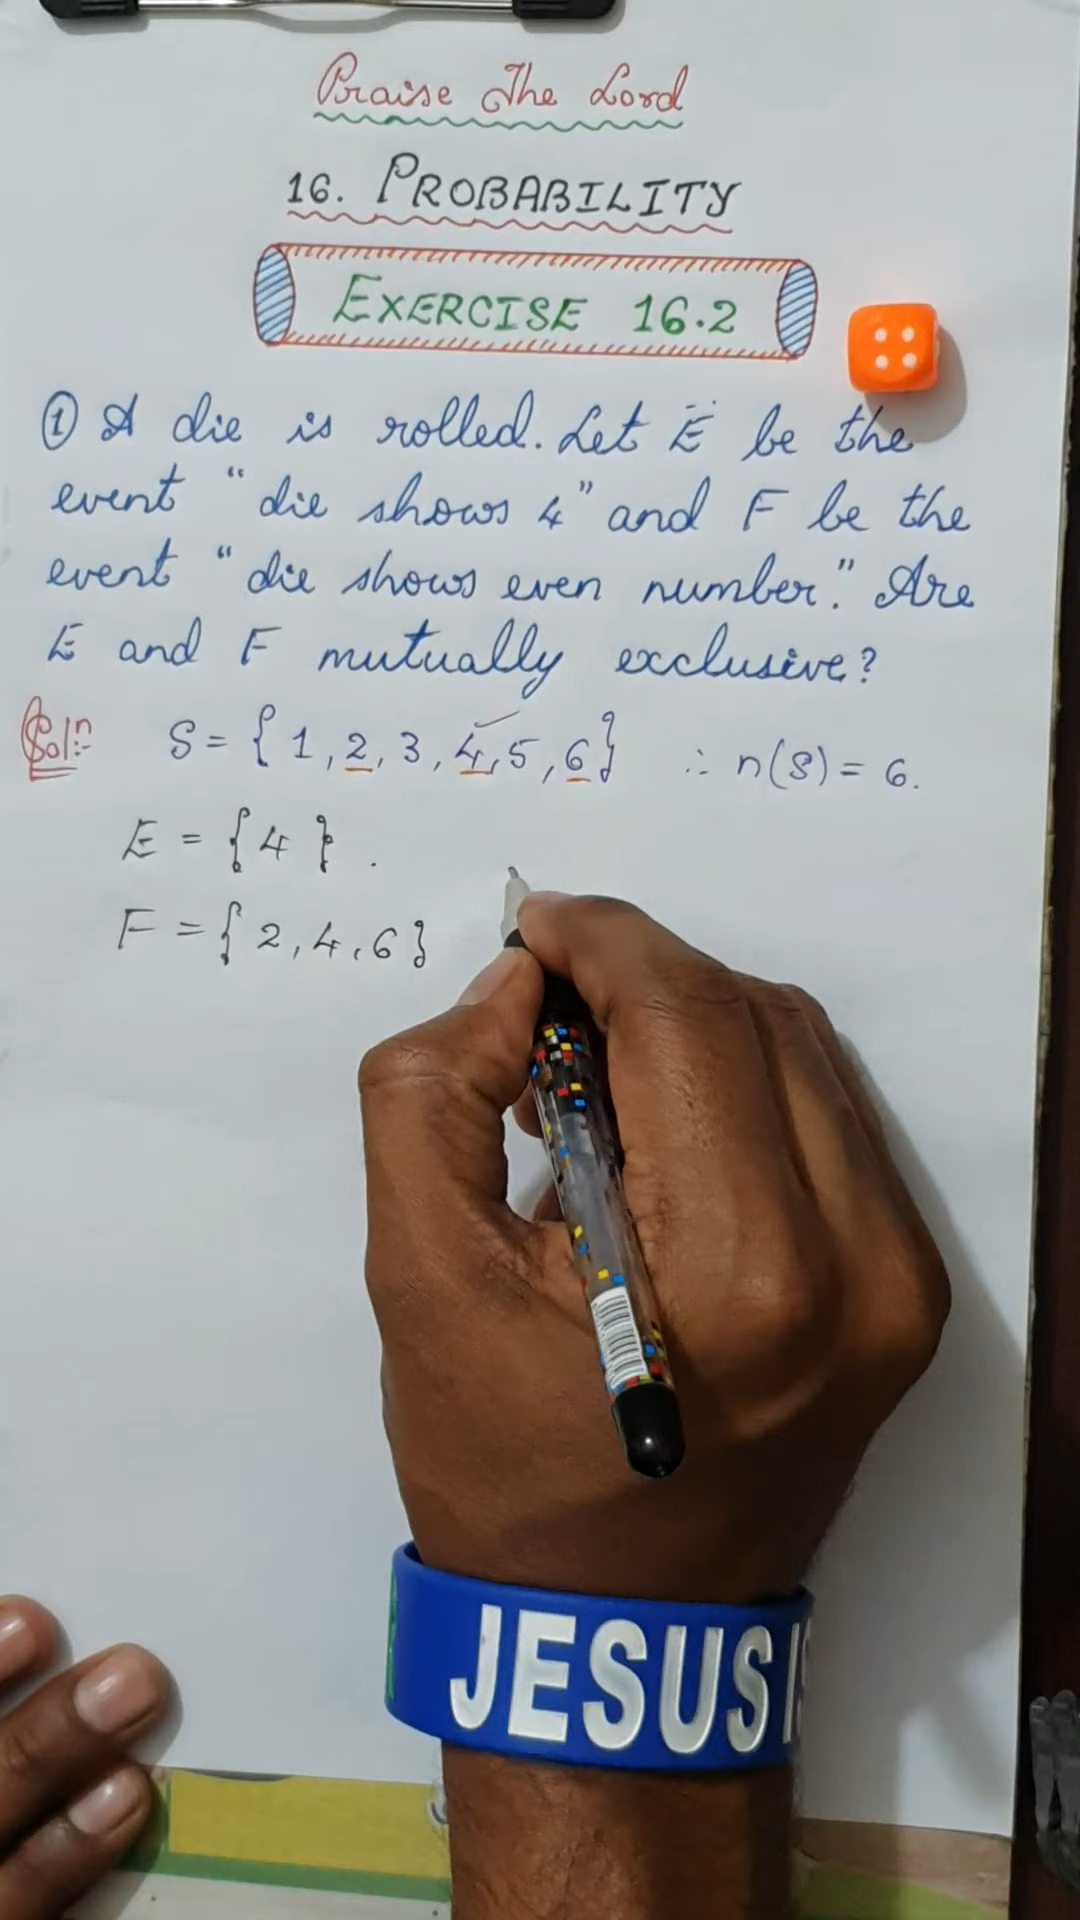 Praise The Lord
16. PROBABILITY
EXERCISE 16.2
① A die is rolled. Let E be the
event "die shows 4" and F be the
event "die shows even number." Are
E and F mutually exclusive?
Solⁿ:- S = { 1, 2, 3, 4, 5, 6 } ∴ n(S) = 6.
E = { 4 } .
F = { 2, 4, 6 }
JESUS